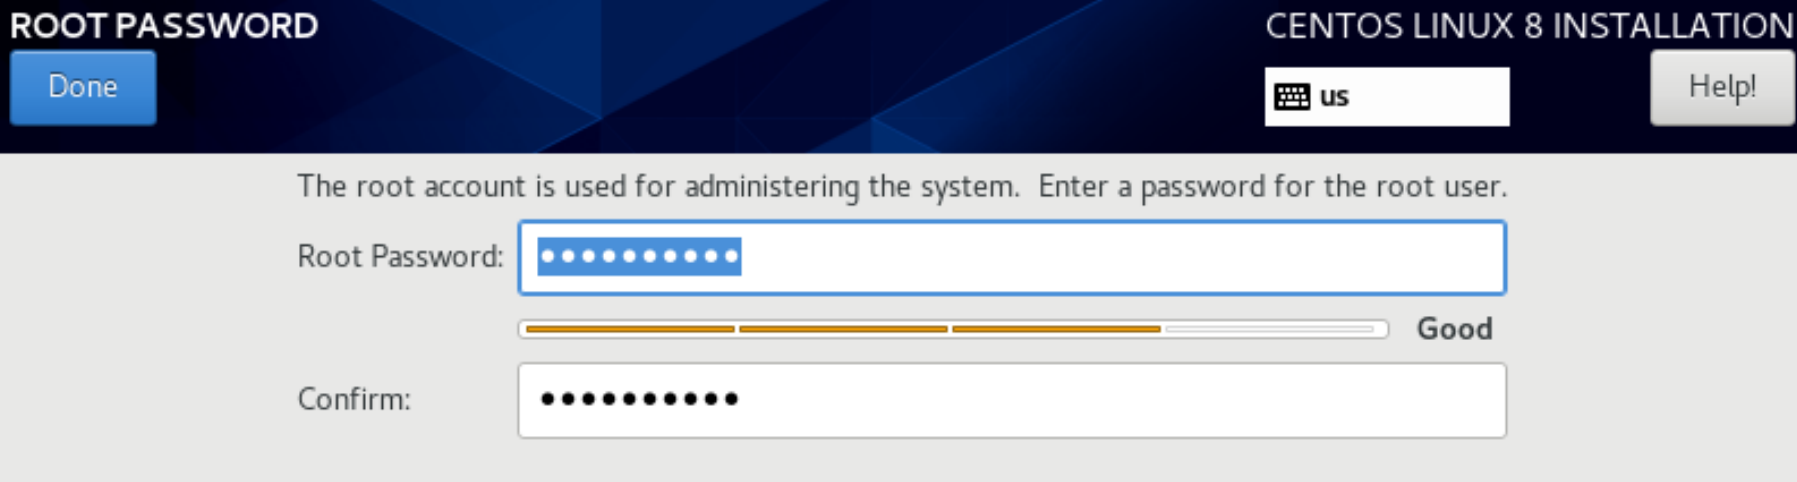 ROOT PASSWORD
CENTOS LINUX 8 INSTALLATION
Done
us
Help!
The root account is used for administering the system.  Enter a password for the root user.
Root Password: ●●●●●●●●●●
Good
Confirm: ●●●●●●●●●●